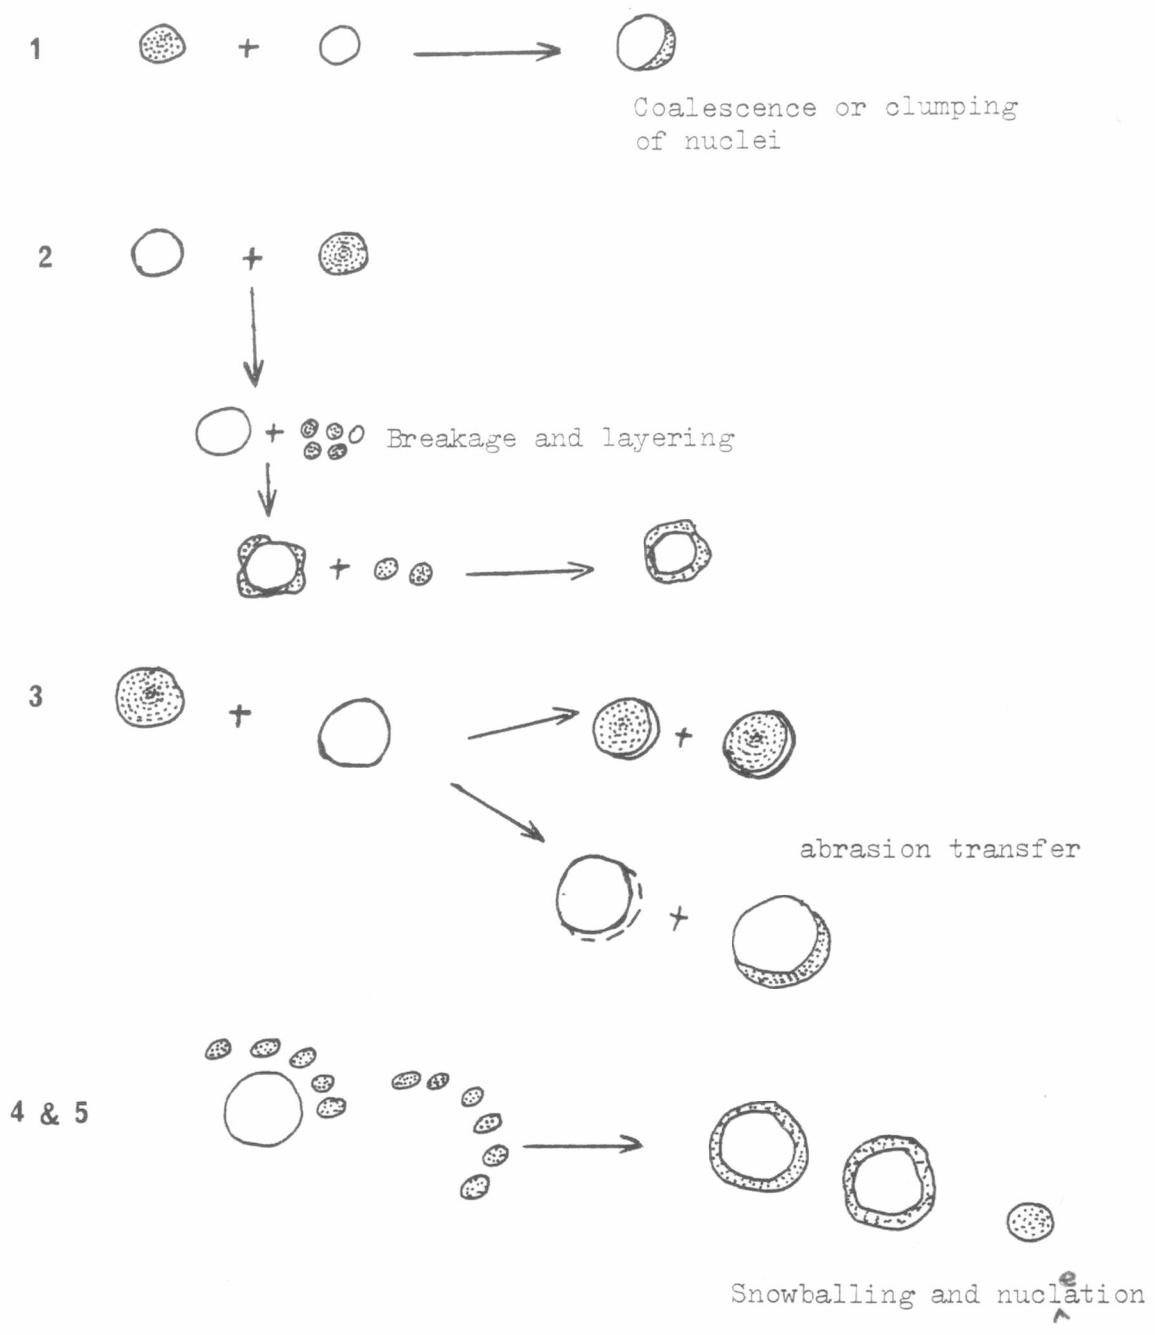 1
+
Coalescence or clumping
of nuclei
2
+
+
Breakage and layering
+
3
+
+
abrasion transfer
+
4 & 5
Snowballing and nucleation